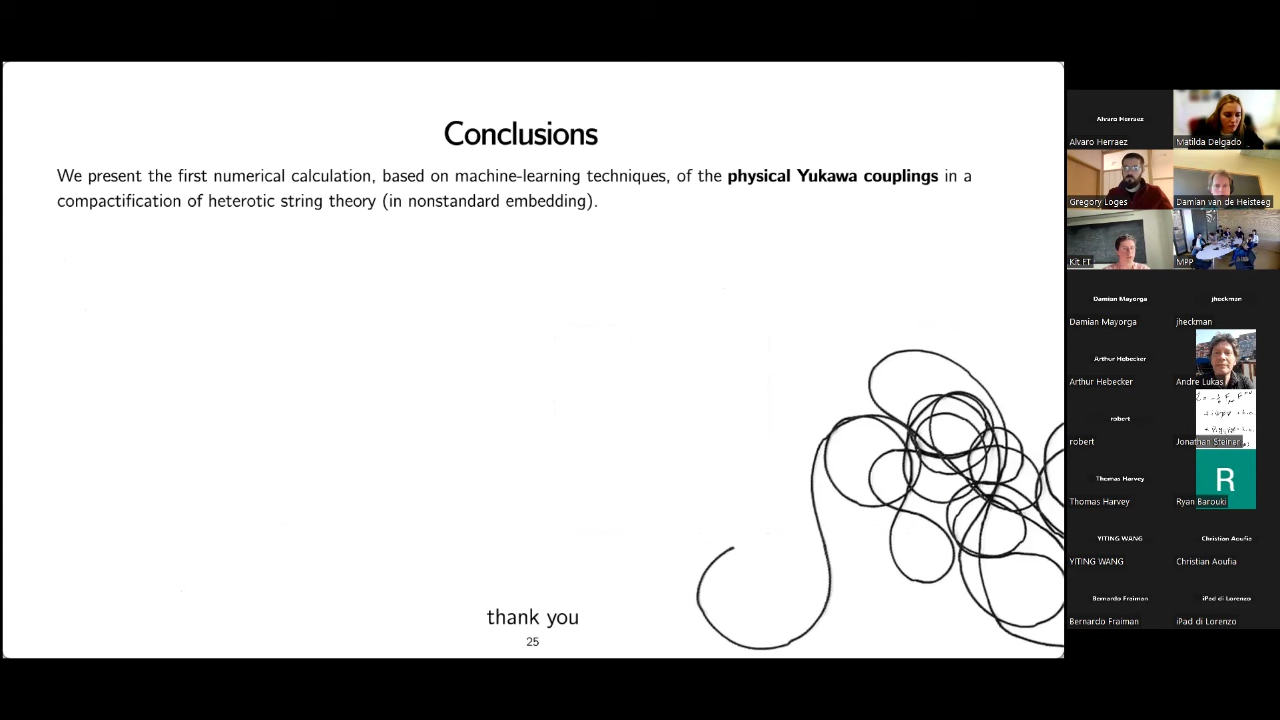 Conclusions
We present the first numerical calculation, based on machine-learning techniques, of the physical Yukawa couplings in a
compactification of heterotic string theory (in nonstandard embedding).
thank you
25
Alvaro Herraez
Alvaro Herraez
Matilda Delgado
Gregory Loges
Damian van de Heisteeg
Kit FT
MPP
Damian Mayorga
jheckman
Damian Mayorga
jheckman
Arthur Hebecker
Arthur Hebecker
Andre Lukas
robert
robert
Jonathan Steiner
Thomas Harvey
R
Thomas Harvey
Ryan Barouki
YITING WANG
Christian Aoufia
YITING WANG
Christian Aoufia
Bernardo Fraiman
iPad di Lorenzo
Bernardo Fraiman
iPad di Lorenzo